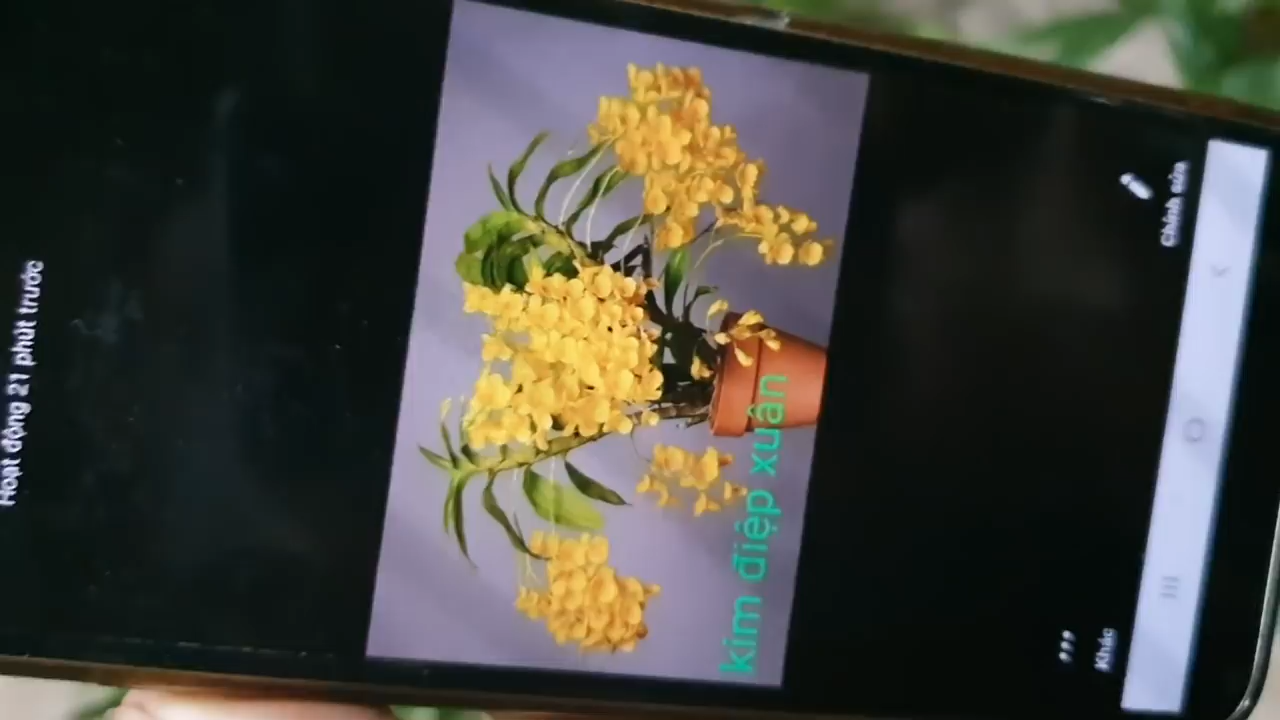 Hoạt động 21 phút trước
kim điệp xuân
Chỉnh sửa
Khác